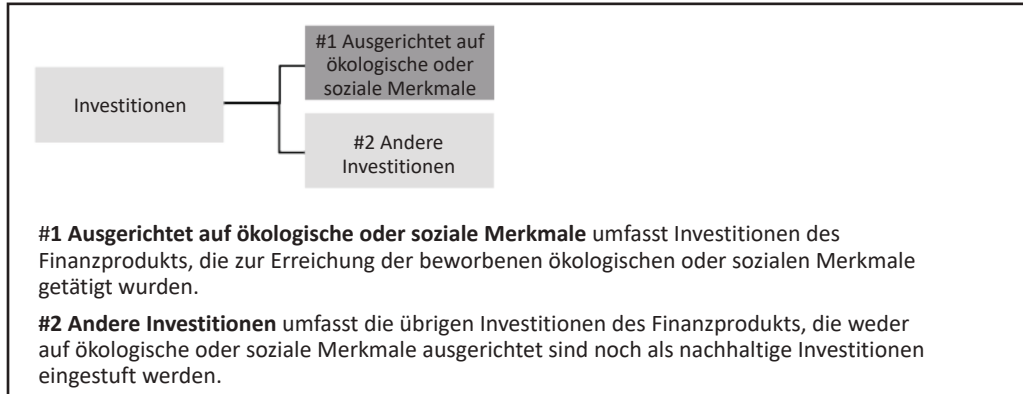 #1 Ausgerichtet auf
ökologische oder
soziale Merkmale
Investitionen
#2 Andere
Investitionen
#1 Ausgerichtet auf ökologische oder soziale Merkmale umfasst Investitionen des
Finanzprodukts, die zur Erreichung der beworbenen ökologischen oder sozialen Merkmale
getätigt wurden.
#2 Andere Investitionen umfasst die übrigen Investitionen des Finanzprodukts, die weder
auf ökologische oder soziale Merkmale ausgerichtet sind noch als nachhaltige Investitionen
eingestuft werden.